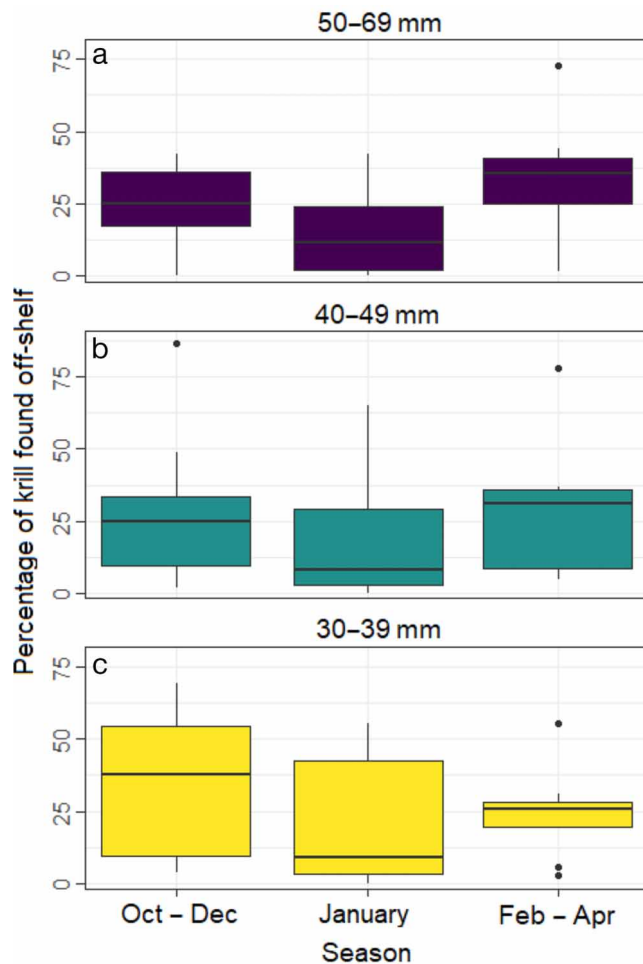 50–69 mm
a
75
50
25
0
40–49 mm
b
75
50
25
0
30–39 mm
c
75
50
25
0
Percentage of krill found off-shelf
Oct – Dec January Feb – Apr
Season